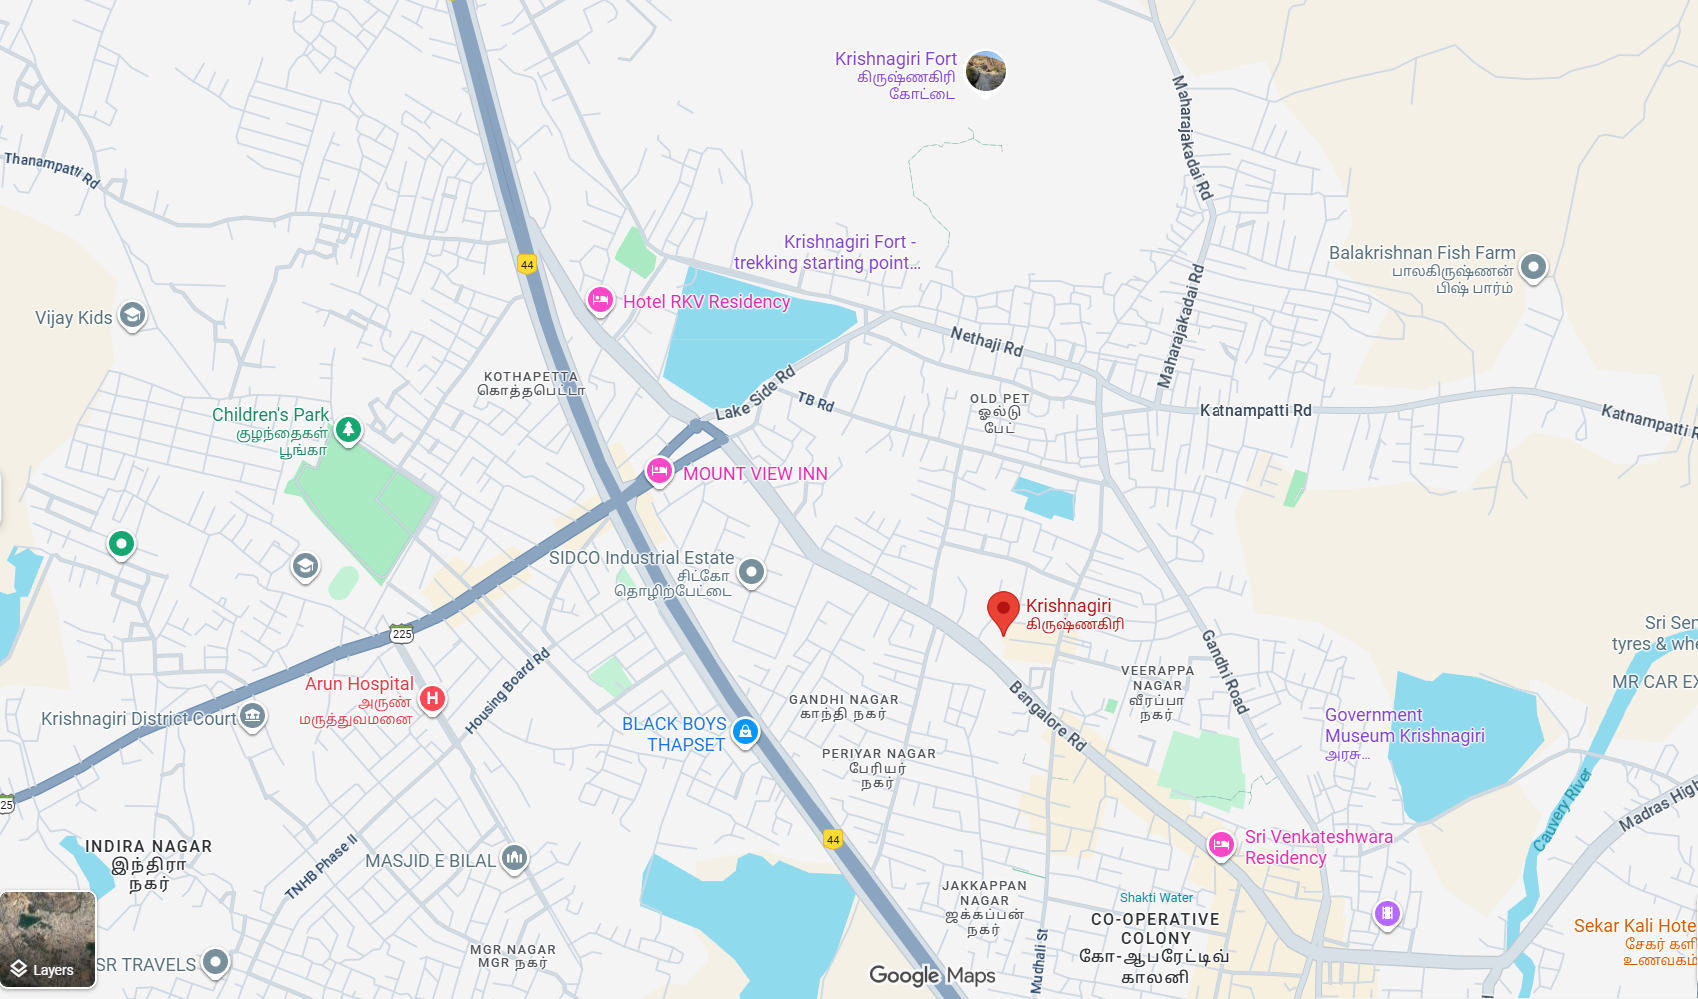 Krishnagiri Fort
கிருஷ்ணகிரி
கோட்டை
Maharajakadai Rd
Thanampatti Rd
Krishnagiri Fort -
trekking starting point...
44
Balakrishnan Fish Farm
பாலகிருஷ்ணன்
பிஷ் பார்ம்
Hotel RKV Residency
Vijay Kids
Nethaji Rd
Maharajakadai Rd
KOTHAPETTA
கொத்தபெட்டா
Lake Side Rd
TB Rd
OLD PET
ஓல்டு
பேட்
Katnampatti Rd
Katnampatti R
Children's Park
குழந்தைகள்
பூங்கா
MOUNT VIEW INN
SIDCO Industrial Estate
சிட்கோ
தொழிற்பேட்டை
Krishnagiri
கிருஷ்ணகிரி
225
Sri Sen
tyres & whe
Gandhi Road
Housing Board Rd
VEERAPPA
NAGAR
வீரப்பா
நகர்
MR CAR EX
Arun Hospital
அருண்
மருத்துவமனை
Krishnagiri District Court
GANDHI NAGAR
காந்தி நகர்
Bangalore Rd
BLACK BOYS
THAPSET
Government
Museum Krishnagiri
அரசு...
PERIYAR NAGAR
பேரியர்
நகர்
25
Cauvery River
Madras High
44
Sri Venkateshwara
Residency
INDIRA NAGAR
இந்திரா
நகர்
TNHB Phase II
MASJID E BILAL
JAKKAPPAN
NAGAR
ஜக்கப்பன்
நகர்
Shakti Water
CO-OPERATIVE
COLONY
கோ-ஆபரேட்டிவ்
காலனி
Sekar Kali Hote
சேகர் களி
உணவகம்
MGR NAGAR
MGR நகர்
Mudhali St
SR TRAVELS
Layers
Google Maps